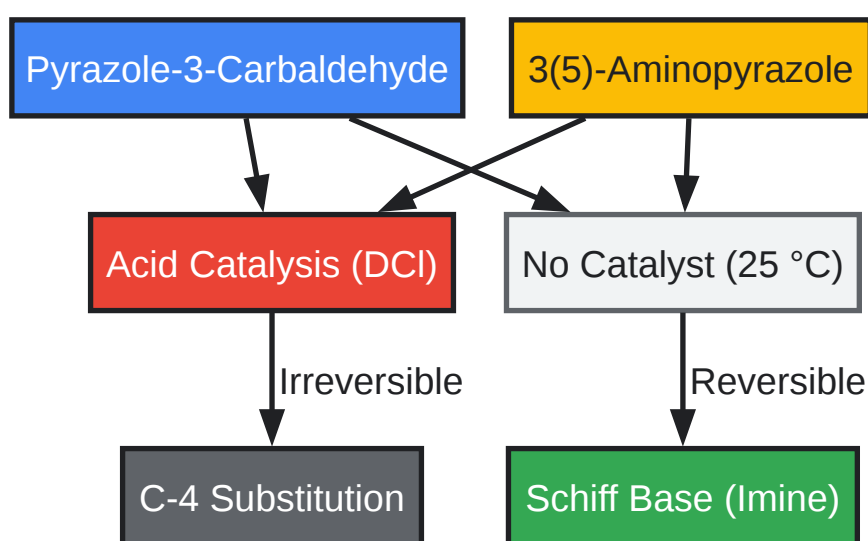 Pyrazole-3-Carbaldehyde
3(5)-Aminopyrazole
Acid Catalysis (DCl)
No Catalyst (25 °C)
Irreversible
Reversible
C-4 Substitution
Schiff Base (Imine)